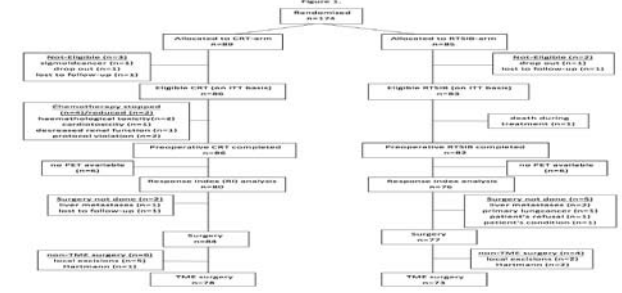 Figure 1.
Randomized
n=174
Allocated to CRT-arm
n=89
Allocated to RTSIB-arm
n=85
Not-Eligible (n=3)
sigmoidcancer (n=1)
drop out (n=1)
lost to follow-up (n=1)
Not-Eligible (n=2)
drop out (n=1)
lost to follow-up (n=1)
Eligible CRT (on ITT basis)
n=86
Eligible RTSIB (on ITT basis)
n=83
Chemotherapy stopped
(n=4)/reduced (n=2)
haematholog toxicity(n=2)
cardiotoxicity (n=1)
decreased renal function (n=1)
protocol violation (n=2)
death during
treatment (n=1)
Preoperative CRT completed
n=86
Preoperative RTSIB completed
n=82
no PET available
(n=6)
no PET available
(n=6)
Response Index (RI) analysis
n=80
Response index analysis
n=76
Surgery not done (n=2)
liver metastases (n=1)
lost to follow-up (n=1)
Surgery not done (n=5)
liver metastases (n=2)
primary lungcancer (n=1)
patient's refusal (n=1)
patient's condition (n=1)
Surgery
n=84
Surgery
n=77
non-TME surgery (n=6)
local excisions (n=5)
Hartmann (n=1)
non-TME surgery (n=4)
local excisions (n=2)
Hartmann (n=2)
TME surgery
n=78
TME surgery
n=73